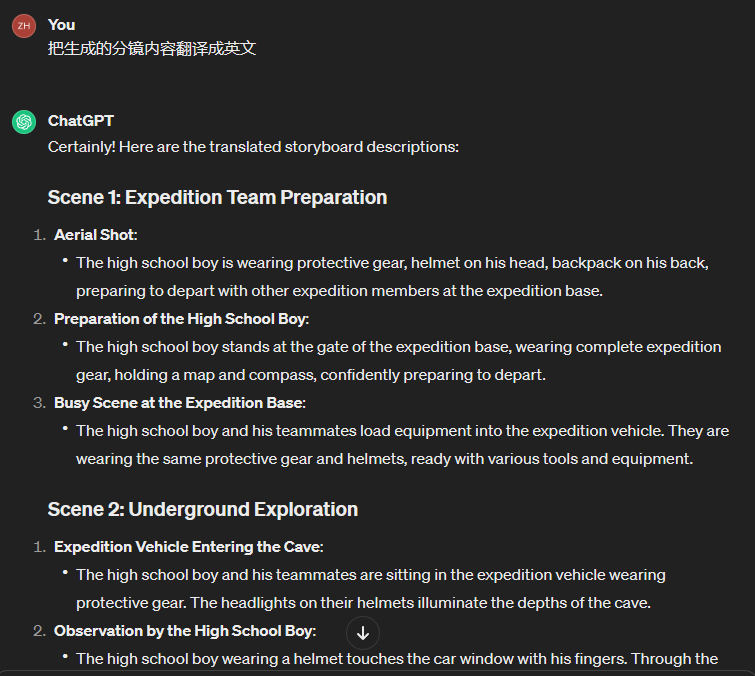 ZH
You
把生成的分镜内容翻译成英文
ChatGPT
Certainly! Here are the translated storyboard descriptions:
Scene 1: Expedition Team Preparation
1. Aerial Shot:
• The high school boy is wearing protective gear, helmet on his head, backpack on his back,
preparing to depart with other expedition members at the expedition base.
2. Preparation of the High School Boy:
• The high school boy stands at the gate of the expedition base, wearing complete expedition
gear, holding a map and compass, confidently preparing to depart.
3. Busy Scene at the Expedition Base:
• The high school boy and his teammates load equipment into the expedition vehicle. They are
wearing the same protective gear and helmets, ready with various tools and equipment.
Scene 2: Underground Exploration
1. Expedition Vehicle Entering the Cave:
• The high school boy and his teammates are sitting in the expedition vehicle wearing
protective gear. The headlights on their helmets illuminate the depths of the cave.
2. Observation by the High School Boy:
• The high school boy wearing a helmet touches the car window with his fingers. Through the